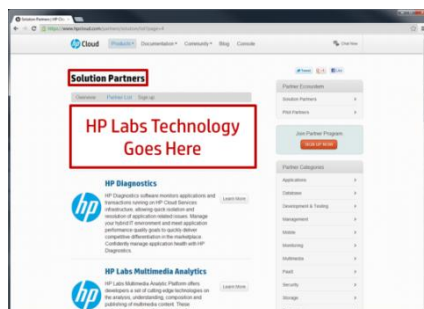 Solution Partners | HP Cl...
https://www.hpcloud.com/partners/solution/list?page=4
Cloud Products Documentation Community Blog Console
Chat Now
Solution Partners
Overview Partner List Sign up
HP Labs Technology
Goes Here
HP Diagnostics
HP Diagnostics software monitors applications and
transactions running on HP Cloud Services
infrastructure, allowing quick isolation and
resolution of application-related issues. Manage
your hybrid IT environment and meet application
performance quality goals to quickly deliver
competitive differentiation in the marketplace.
Confidently manage application health with HP
Diagnostics.
Learn More
HP Labs Multimedia Analytics
HP Labs Multimedia Analytic Platform offers
developers a set of cutting-edge technologies on
the analysis, understanding, composition and
publishing of multimedia content. These
Learn More
Partner Ecosystem
Solution Partners
Print Partners
Join Partner Program
SIGN UP NOW
Partner Categories
Applications
Database
Development & Testing
Management
Mobile
Monitoring
Multimedia
PaaS
Security
Storage